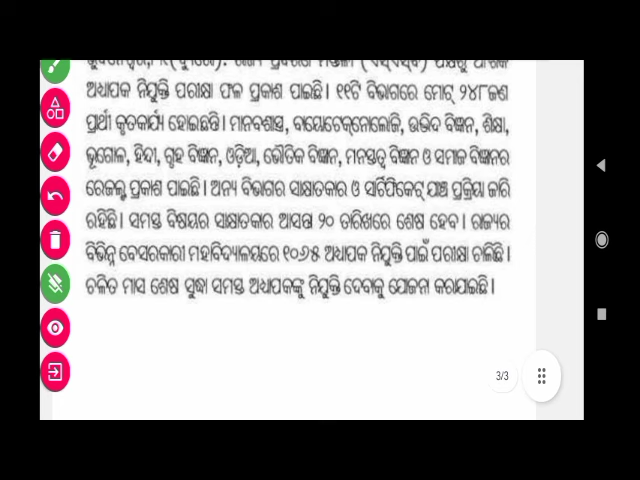 ଅଧ୍ୟାପକ ନିଯୁକ୍ତି ପରୀକ୍ଷା ଫଳ ପ୍ରକାଶ ପାଇଛି। ୧୧ଟି ବିଭାଗରେ ମୋଟ୍ ୨୪୮ଜଣ
ପ୍ରାର୍ଥୀ କୃତକାର୍ଯ୍ୟ ହୋଇଛନ୍ତି। ମାନବଶାସ୍ତ୍ର, ବାୟୋଟେକ୍ନୋଲୋଜି, ଉଦ୍ଭିଦ ବିଜ୍ଞାନ, ଶିକ୍ଷା,
ଭୂଗୋଳ, ହିନ୍ଦୀ, ଗୃହ ବିଜ୍ଞାନ, ଓଡ଼ିଆ, ଭୌତିକ ବିଜ୍ଞାନ, ମନସ୍ତତ୍ତ୍ୱ ବିଜ୍ଞାନ ଓ ସମାଜ ବିଜ୍ଞାନର
ରେଜଲ୍ଟ ପ୍ରକାଶ ପାଇଛି। ଅନ୍ୟ ବିଭାଗର ସାକ୍ଷାତକାର ଓ ସର୍ଟିଫିକେଟ୍ ଯାଞ୍ଚ ପ୍ରକ୍ରିୟା ଜାରି
ରହିଛି। ସମସ୍ତ ବିଷୟର ସାକ୍ଷାତକାର ଆସନ୍ତା ୨୦ ତାରିଖରେ ଶେଷ ହେବ। ରାଜ୍ୟର
ବିଭିନ୍ନ ବେସରକାରୀ ମହାବିଦ୍ୟାଳୟରେ ୧୦୬୫ ଅଧ୍ୟାପକ ନିଯୁକ୍ତି ପାଇଁ ପରୀକ୍ଷା ଚାଲିଛି।
ଚଳିତ ମାସ ଶେଷ ସୁଦ୍ଧା ସମସ୍ତ ଅଧ୍ୟାପକଙ୍କୁ ନିଯୁକ୍ତି ଦେବାକୁ ଯୋଜନା କରାଯାଇଛି।
3/3